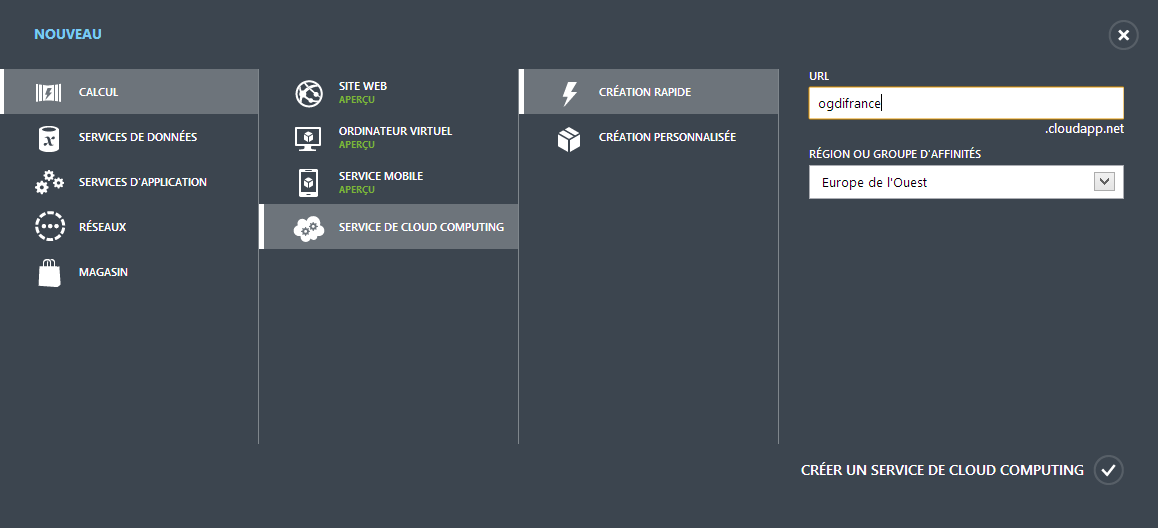 NOUVEAU
CALCUL
SERVICES DE DONNÉES
SERVICES D'APPLICATION
RÉSEAUX
MAGASIN
SITE WEB
APERÇU
ORDINATEUR VIRTUEL
APERÇU
SERVICE MOBILE
APERÇU
SERVICE DE CLOUD COMPUTING
CRÉATION RAPIDE
CRÉATION PERSONNALISÉE
URL
ogdifrance
.cloudapp.net
RÉGION OU GROUPE D'AFFINITÉS
Europe de l'Ouest
CRÉER UN SERVICE DE CLOUD COMPUTING